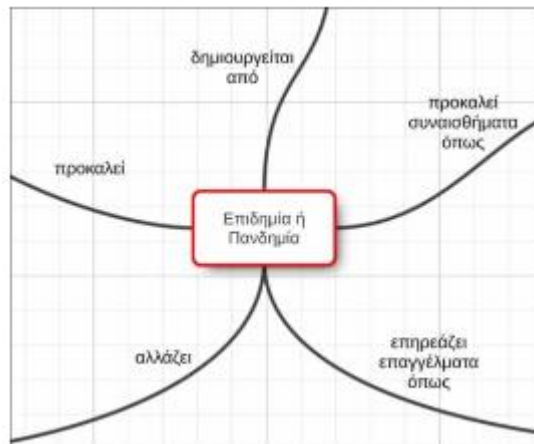 δημιουργείται
από
προκαλεί
συναισθήματα
όπως
προκαλεί
Επιδημία ή
Πανδημία
αλλάζει
επηρεάζει
επαγγέλματα
όπως